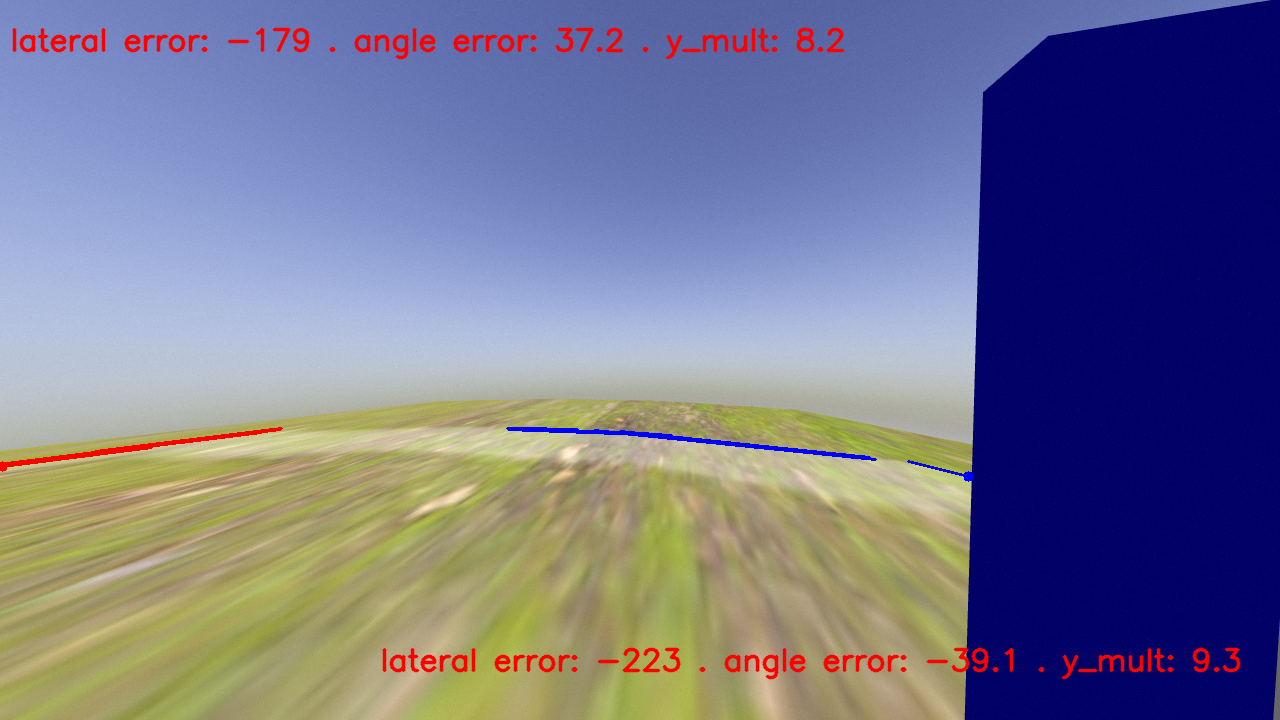 lateral error: -179 . angle error: 37.2 . y_mult: 8.2
lateral error: -223 . angle error: -39.1 . y_mult: 9.3